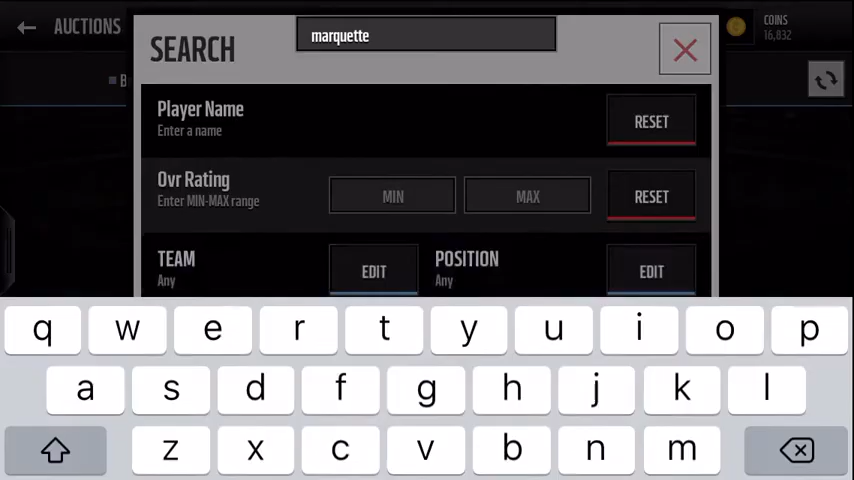 AUCTIONS
marquette
COINS
16,832
SEARCH
B
Player Name
Enter a name
RESET
Ovr Rating
Enter MIN-MAX range
MIN
MAX
RESET
TEAM
Any
EDIT
POSITION
Any
EDIT
q w e r t y u i o p
a s d f g h j k l
z x c v b n m